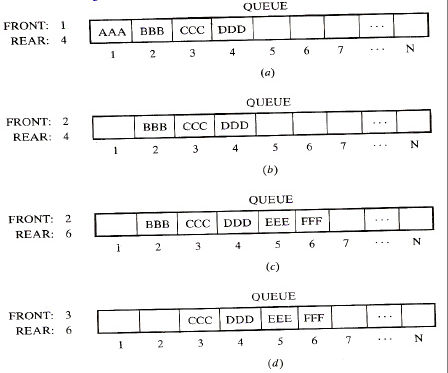 QUEUE
FRONT: 1 AAA BBB CCC DDD ...
REAR: 4
1 2 3 4 5 6 7 ... N
(a)
QUEUE
FRONT: 2 BBB CCC DDD
REAR: 4
1 2 3 4 5 6 7 ... N
(b)
QUEUE
FRONT: 2 BBB CCC DDD EEE FFF ...
REAR: 6
1 2 3 4 5 6 7 ... N
(c)
QUEUE
FRONT: 3 CCC DDD EEE FFF ...
REAR: 6
1 2 3 4 5 6 7 ... N
(d)